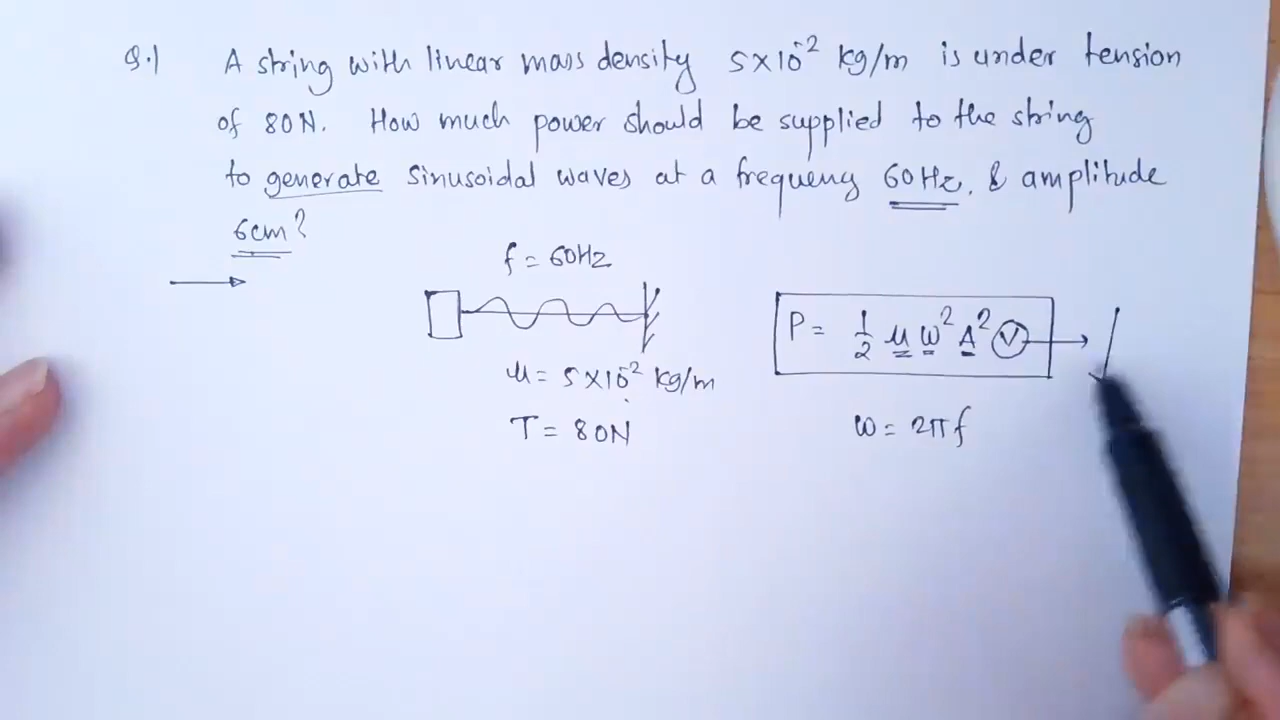 Q.1 A string with linear mass density 5×10⁻² kg/m is under tension
of 80N. How much power should be supplied to the string
to generate sinusoidal waves at a frequeny 60Hz, & amplitude
6cm?
f = 60Hz
P = 1/2 μ ω² A² V
μ = 5×10⁻² kg/m
T = 80N
ω = 2πf